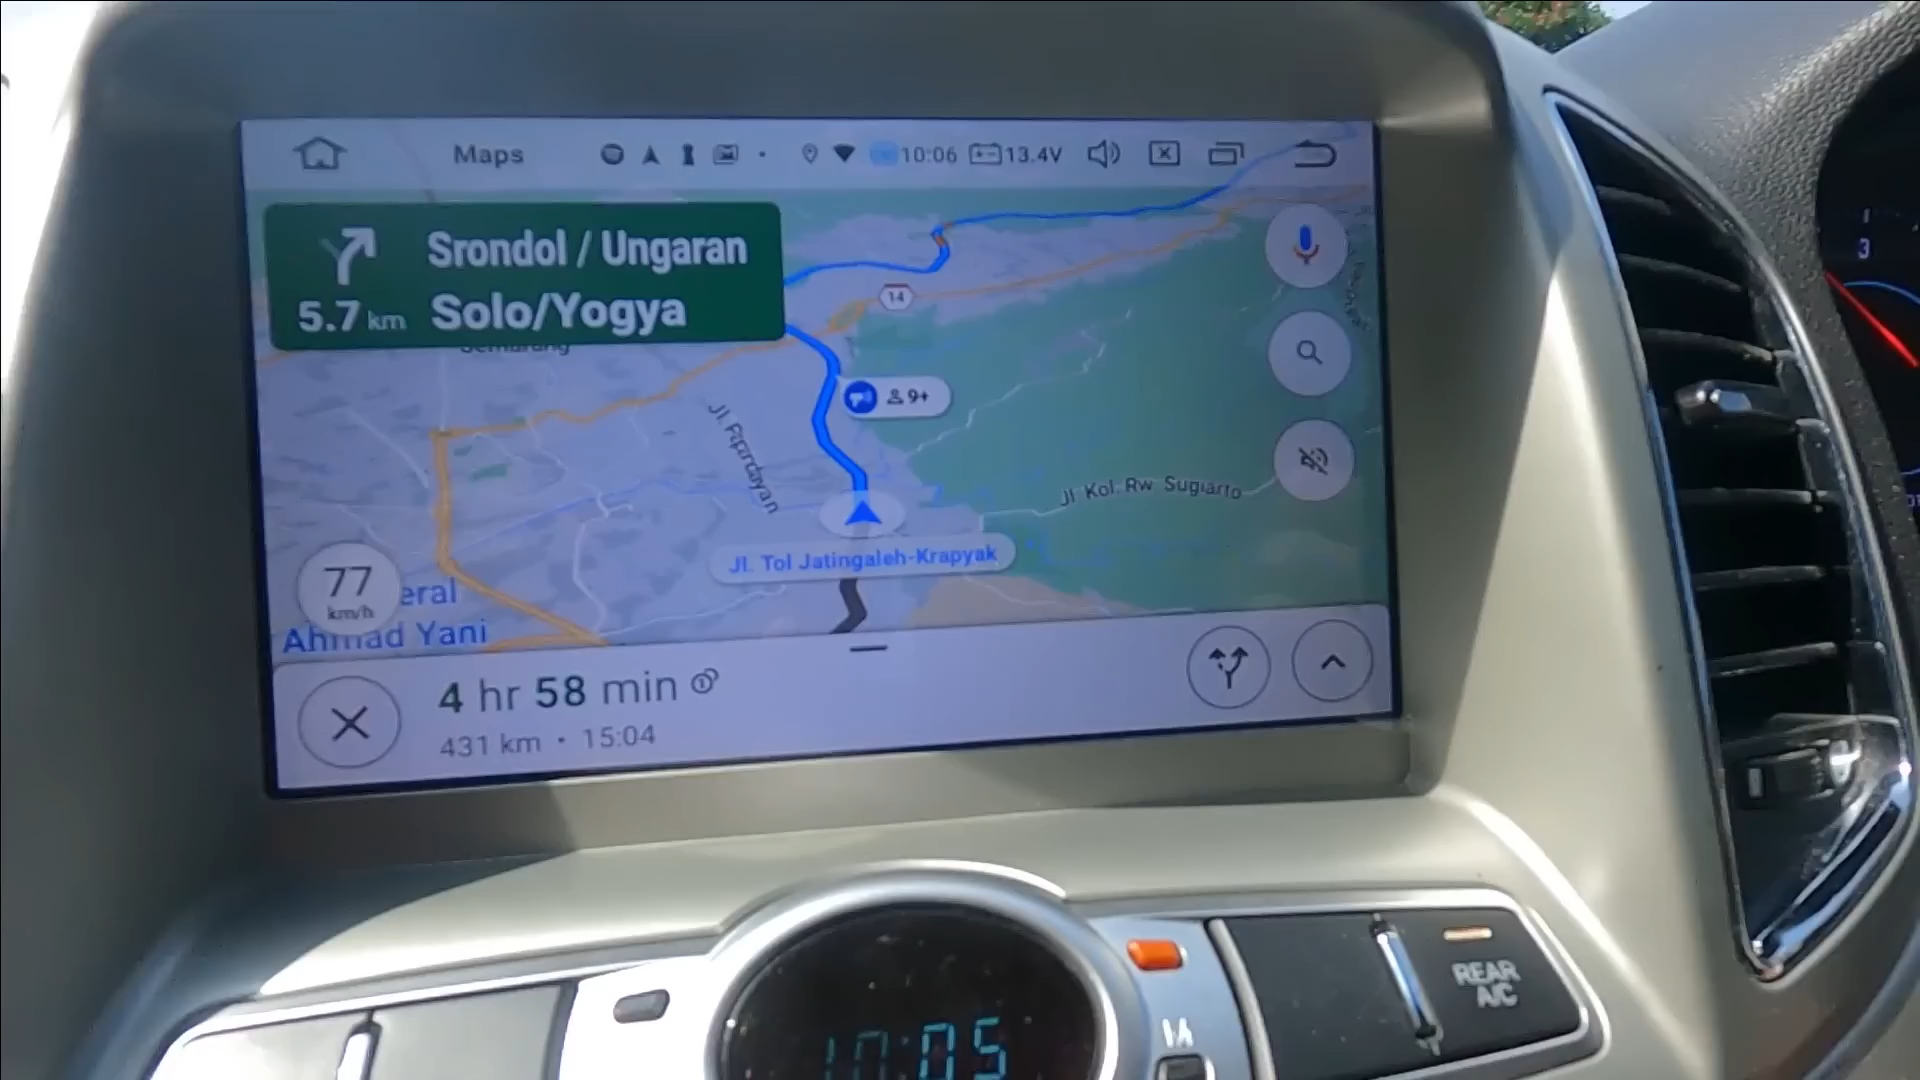 Maps
10:06
13.4V
Srondol / Ungaran
5.7 km
Solo/Yogya
Semarang
14
9+
Jl. Kol. Rw Sugiarto
Jl. Tol Jatingaleh-Krapyak
77
km/h
eral
Ahmad Yani
4 hr 58 min
431 km • 15:04
10:05
REAR
A/C
3